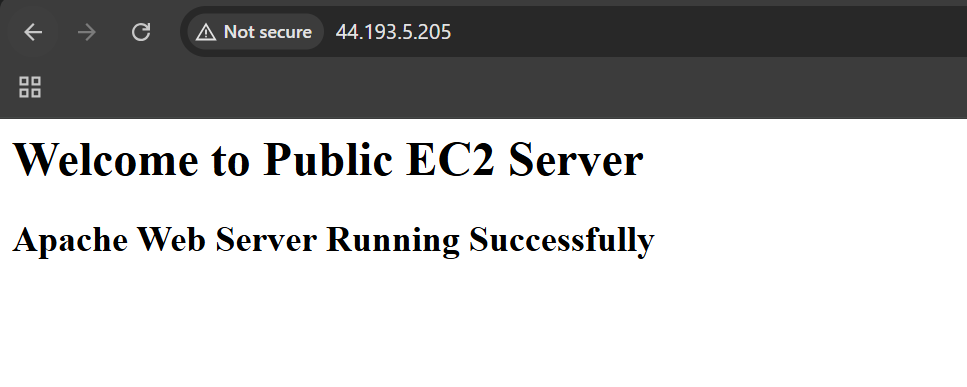 Not secure 44.193.5.205
Welcome to Public EC2 Server
Apache Web Server Running Successfully